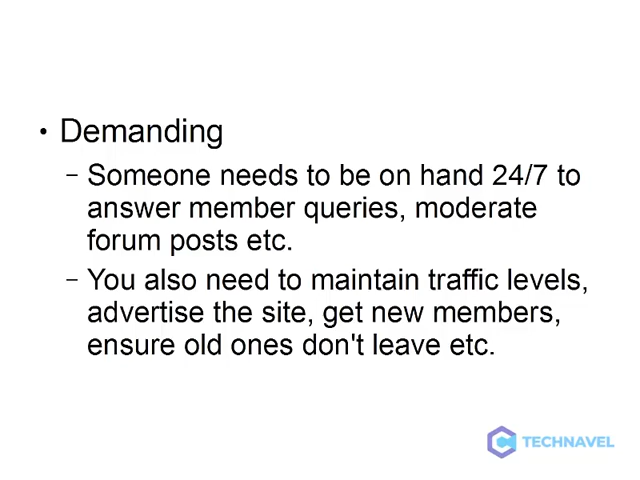 • Demanding
– Someone needs to be on hand 24/7 to
answer member queries, moderate
forum posts etc.
– You also need to maintain traffic levels,
advertise the site, get new members,
ensure old ones don't leave etc.
TECHNAVEL